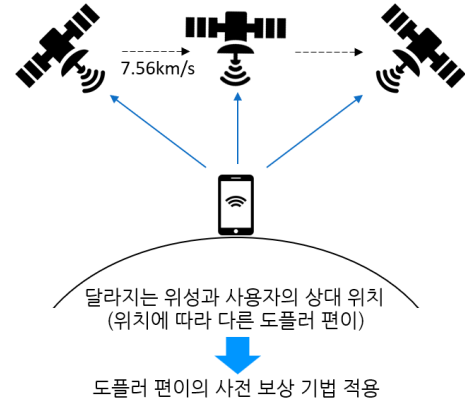 7.56km/s
달라지는 위성과 사용자의 상대 위치
(위치에 따라 다른 도플러 편이)
도플러 편이의 사전 보상 기법 적용